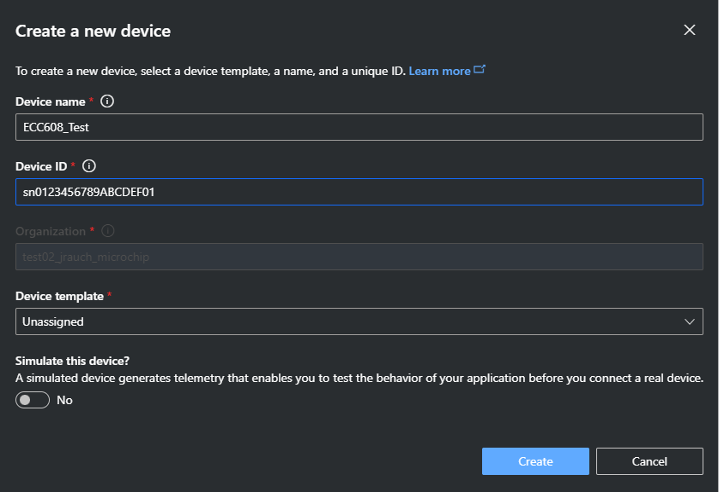 Create a new device
To create a new device, select a device template, a name, and a unique ID. Learn more
Device name *
ECC608_Test
Device ID *
sn0123456789ABCDEF01
Organization *
test02_jrauch_microchip
Device template *
Unassigned
Simulate this device?
A simulated device generates telemetry that enables you to test the behavior of your application before you connect a real device.
No
Create Cancel